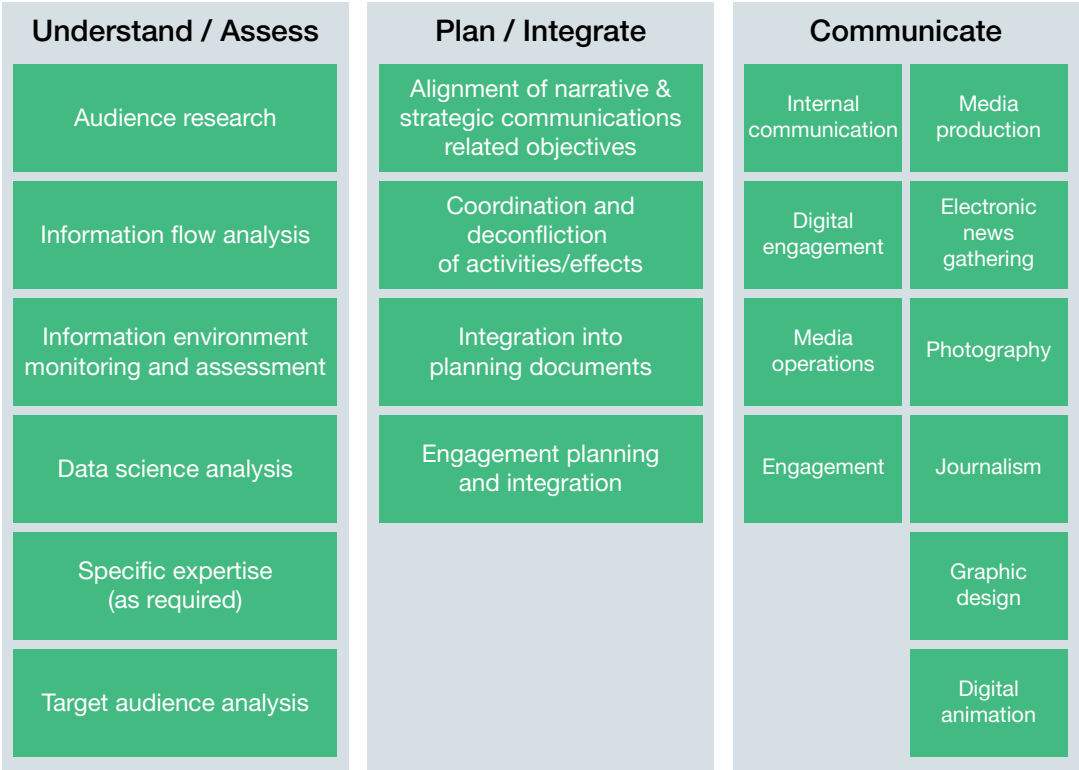 Understand / Assess
Audience research
Information flow analysis
Information environment
monitoring and assessment
Data science analysis
Specific expertise
(as required)
Target audience analysis
Plan / Integrate
Alignment of narrative &
strategic communications
related objectives
Coordination and
deconfliction
of activities/effects
Integration into
planning documents
Engagement planning
and integration
Communicate
Internal
communication
Digital
engagement
Media
operations
Engagement
Media
production
Electronic
news
gathering
Photography
Journalism
Graphic
design
Digital
animation